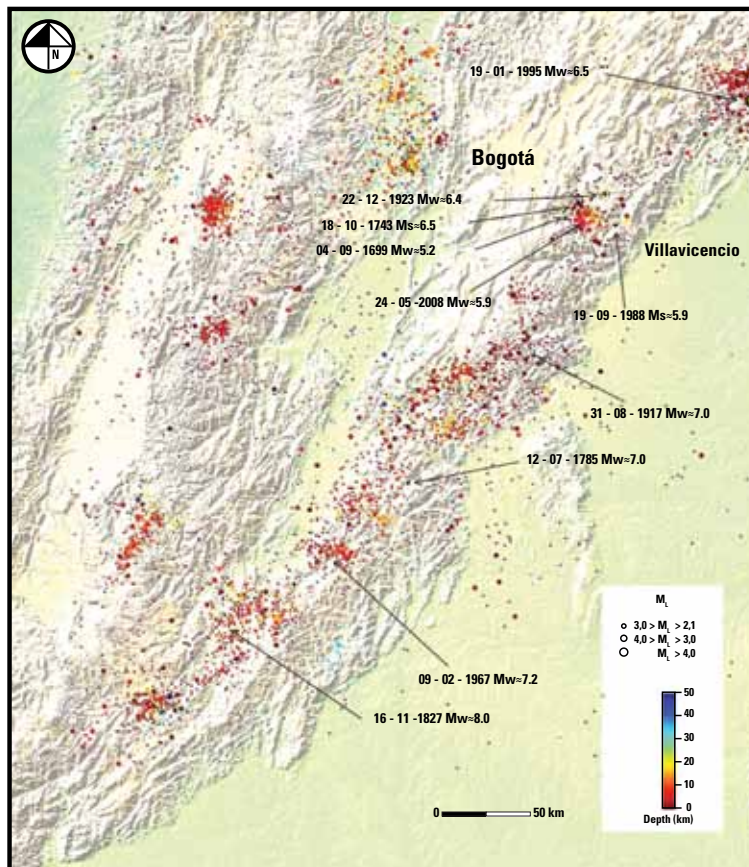 N
19 - 01 - 1995 Mw≈6.5
Bogotá
22 - 12 - 1923 Mw≈6.4
18 - 10 - 1743 Ms≈6.5
04 - 09 - 1699 Mw≈5.2
Villavicencio
24 - 05 -2008 Mw≈5.9
19 - 09 - 1988 Ms≈5.9
31 - 08 - 1917 Mw≈7.0
12 - 07 - 1785 Mw≈7.0
09 - 02 - 1967 Mw≈7.2
16 - 11 -1827 Mw≈8.0
M_L
3,0 > M_L > 2,1
4,0 > M_L > 3,0
M_L > 4,0
50
40
30
20
10
0
Depth (km)
0 50 km